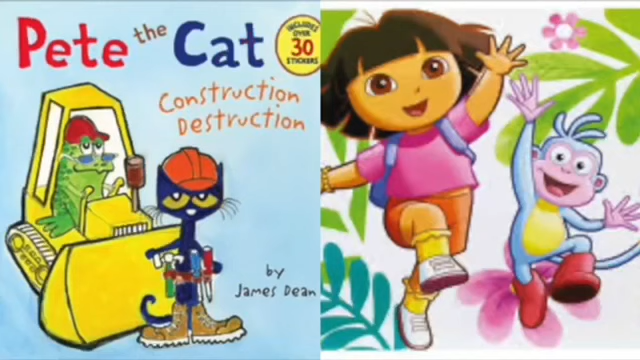 Pete the Cat
INCLUDES
OVER
30
STICKERS
Construction
Destruction
by
James Dean